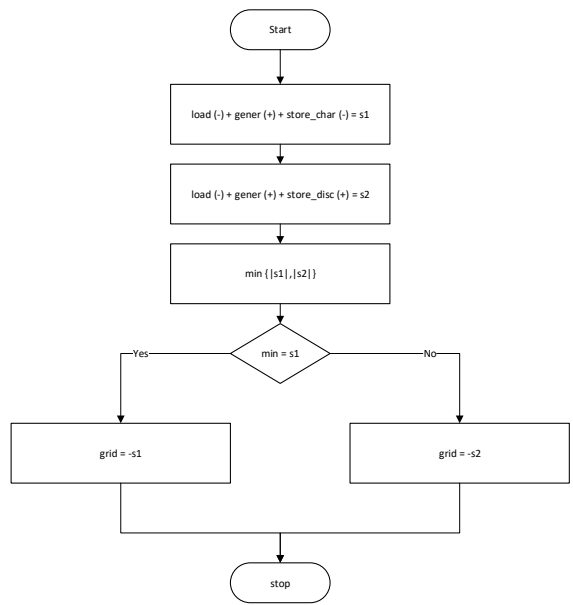 Start
load (-) + gener (+) + store_char (-) = s1
load (-) + gener (+) + store_disc (+) = s2
min {|s1|,|s2|}
min = s1
Yes
No
grid = -s1
grid = -s2
stop